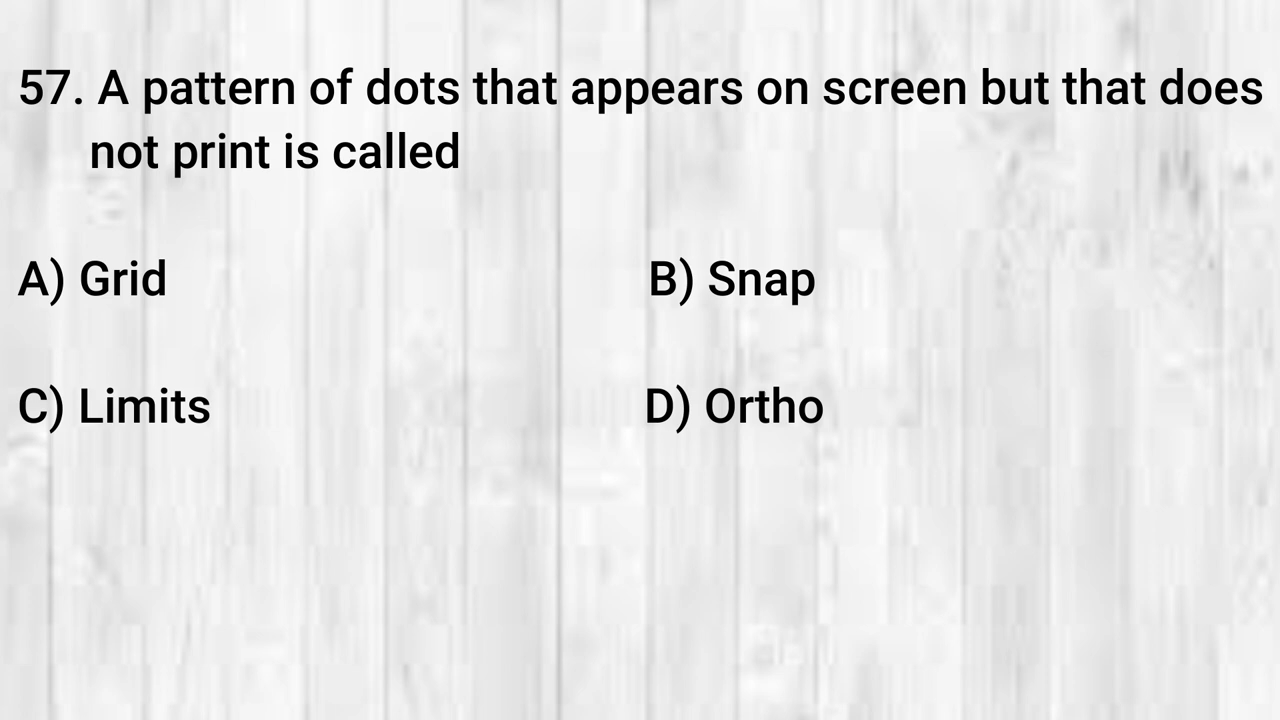 57. A pattern of dots that appears on screen but that does
not print is called
A) Grid B) Snap
C) Limits D) Ortho